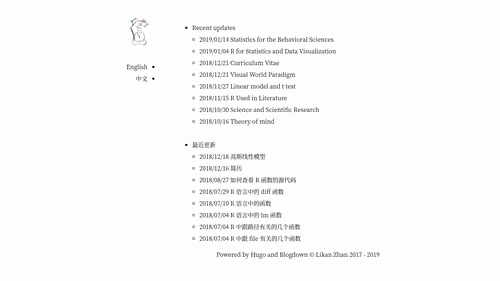 English
中文
Recent updates
2019/01/14 Statistics for the Behavioral Sciences
2019/01/04 R for Statistics and Data Visualization
2018/12/21 Curriculum Vitae
2018/12/21 Visual World Paradigm
2018/11/27 Linear model and t test
2018/11/15 R Used in Literature
2018/10/30 Science and Scientific Research
2018/10/16 Theory of mind
最近更新
2018/12/18 高斯线性模型
2018/12/16 简历
2018/08/27 如何查看 R 函数的源代码
2018/07/29 R 语言中的 diff 函数
2018/07/10 R 语言中的函数
2018/07/04 R 语言中的 lm 函数
2018/07/04 R 中跟路径有关的几个函数
2018/07/04 R 中跟 file 有关的几个函数
Powered by Hugo and Blogdown © Likan Zhan 2017 - 2019